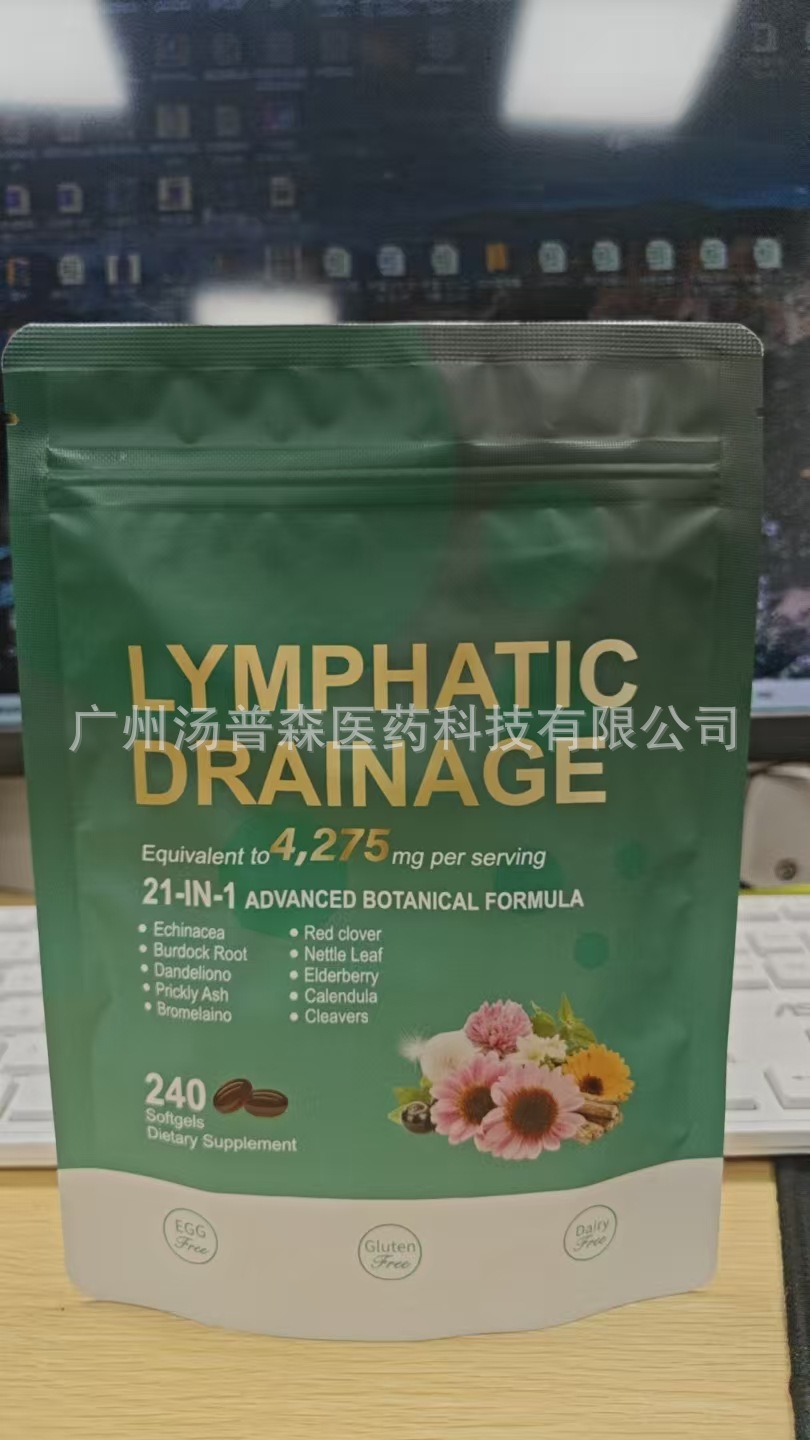 LYMPHATIC
广州汤普森医药科技有限公司
DRAINAGE
Equivalent to 4,275 mg per serving
21-IN-1 ADVANCED BOTANICAL FORMULA
• Echinacea
• Burdock Root
• Dandeliono
• Prickly Ash
• Bromelaino
• Red clover
• Nettle Leaf
• Elderberry
• Calendula
• Cleavers
240
Softgels
Dietary Supplement
EGG
Free
Gluten
Free
Dairy
Free